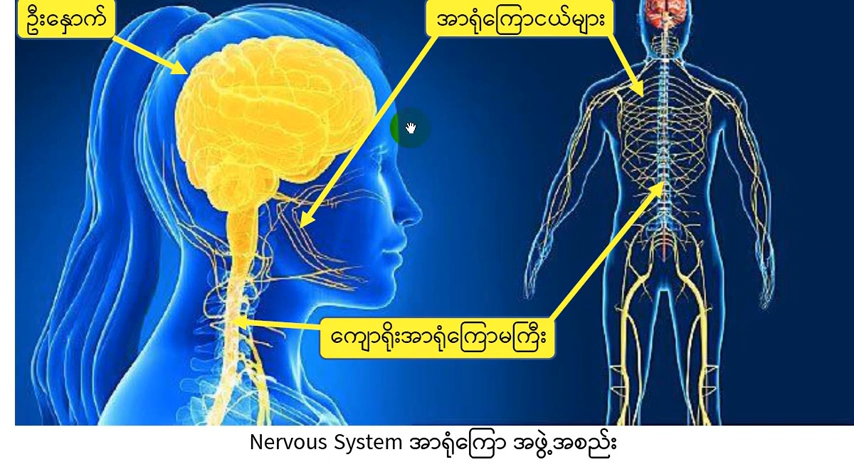 ဦးနှောက်
အာရုံကြောငယ်များ
ကျောရိုးအာရုံကြောမကြီး
Nervous System အာရုံကြော အဖွဲ့အစည်း